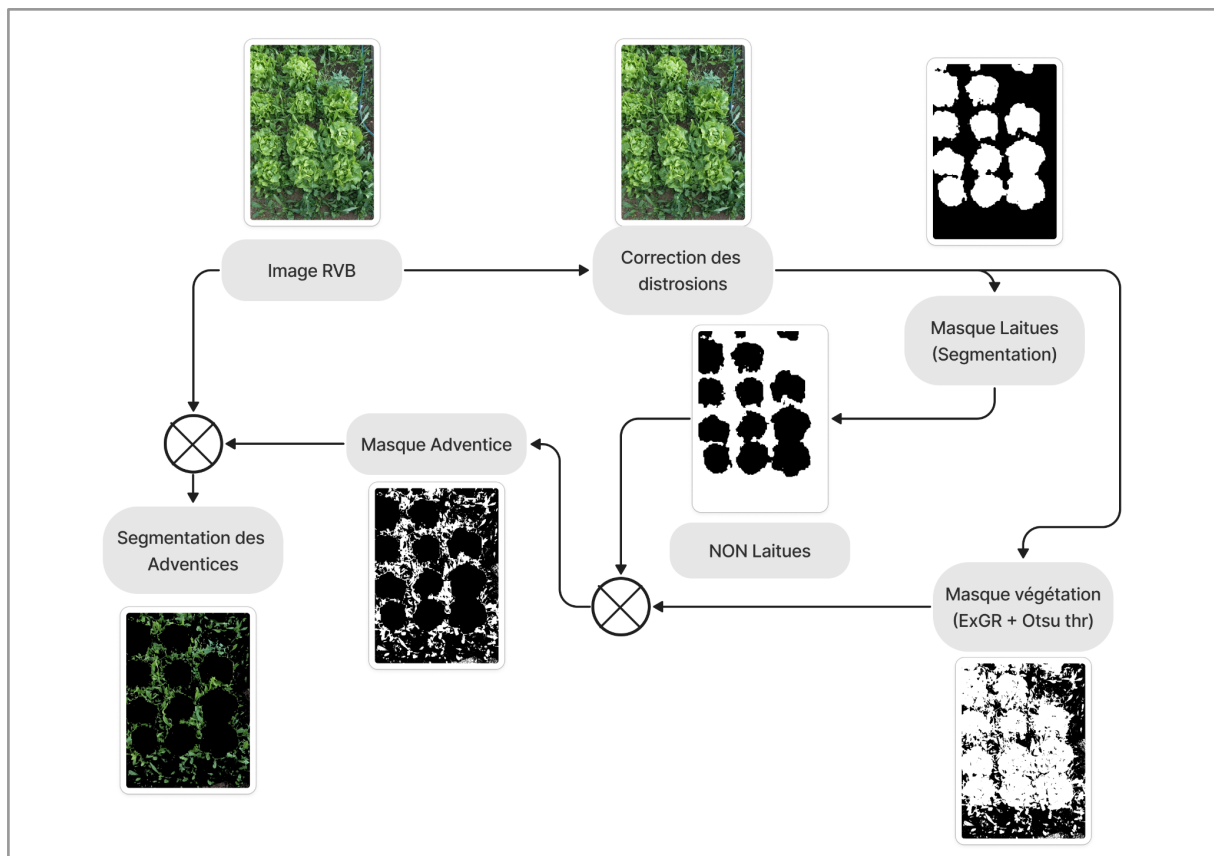 Image RVB
Correction des
distrosions
Masque Laitues
(Segmentation)
Masque Adventice
Segmentation des
Adventices
NON Laitues
Masque végétation
(ExGR + Otsu thr)